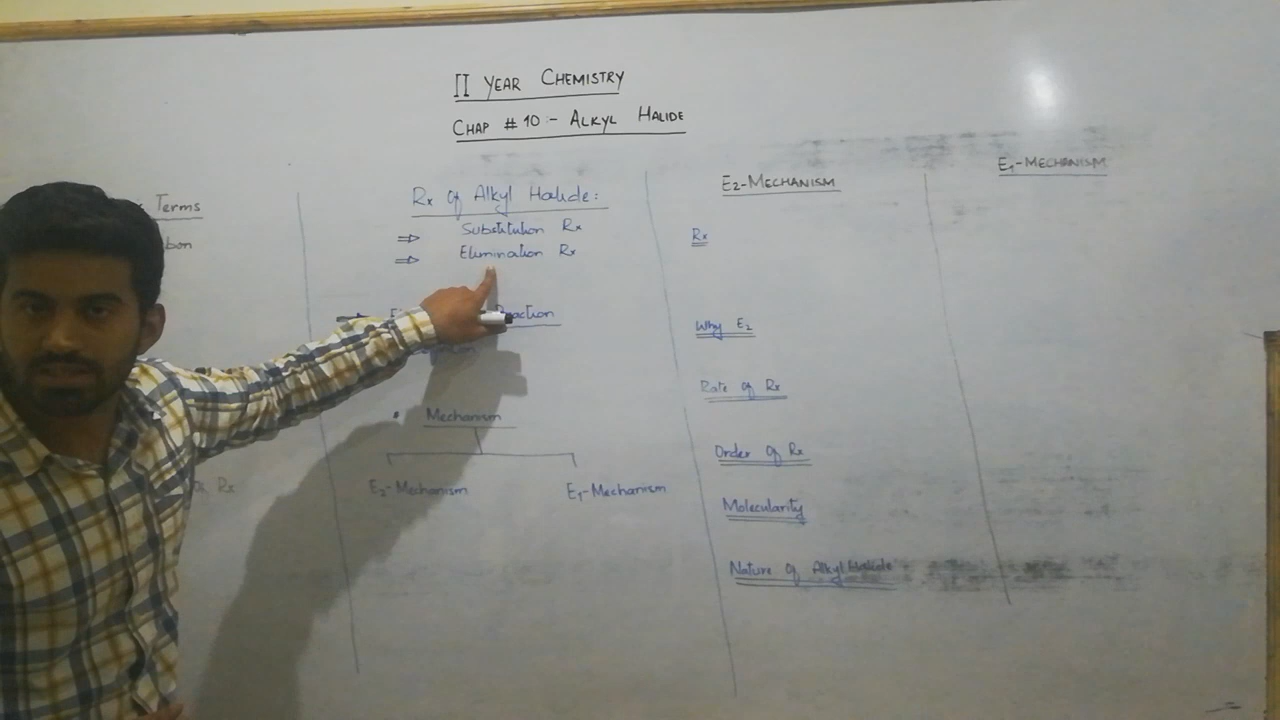 II YEAR CHEMISTRY
CHAP # 10:- ALKYL HALIDE
Terms
bon
Rx
Rx of Alkyl Halide:
⇒ Substitution Rx
⇒ Elimination Rx
Reaction
• Mechanism
E2-Mechanism E1-Mechanism
E2-MECHANISM
Rx
Why E2
Rate of Rx
Order of Rx
Molecularity
Nature of Alkyl Halide
E1-MECHANISM